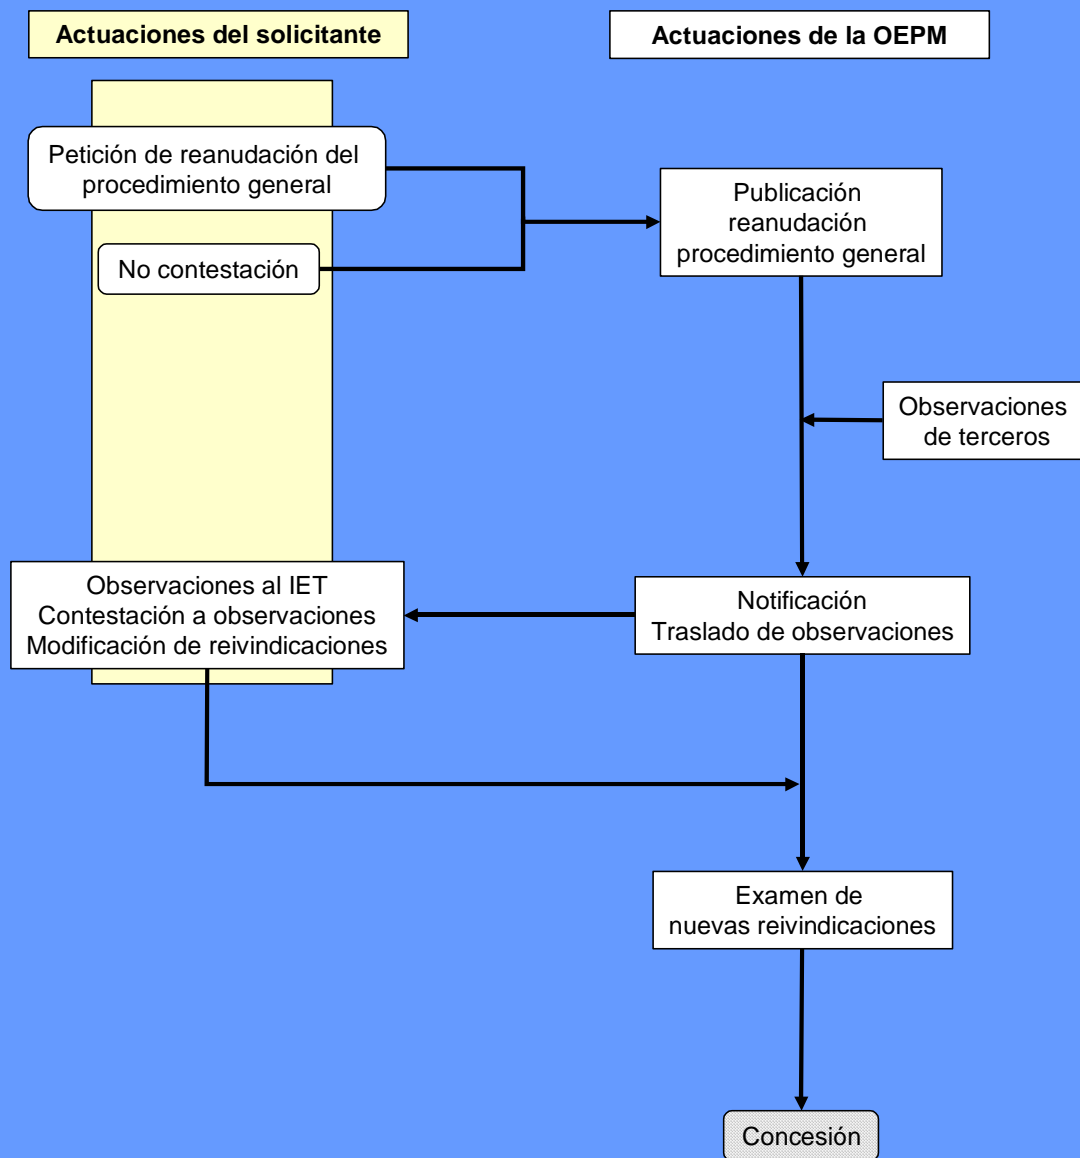 Actuaciones del solicitante
Actuaciones de la OEPM
Petición de reanudación del
procedimiento general
No contestación
Publicación
reanudación
procedimiento general
Observaciones
de terceros
Observaciones al IET
Contestación a observaciones
Modificación de reivindicaciones
Notificación
Traslado de observaciones
Examen de
nuevas reivindicaciones
Concesión